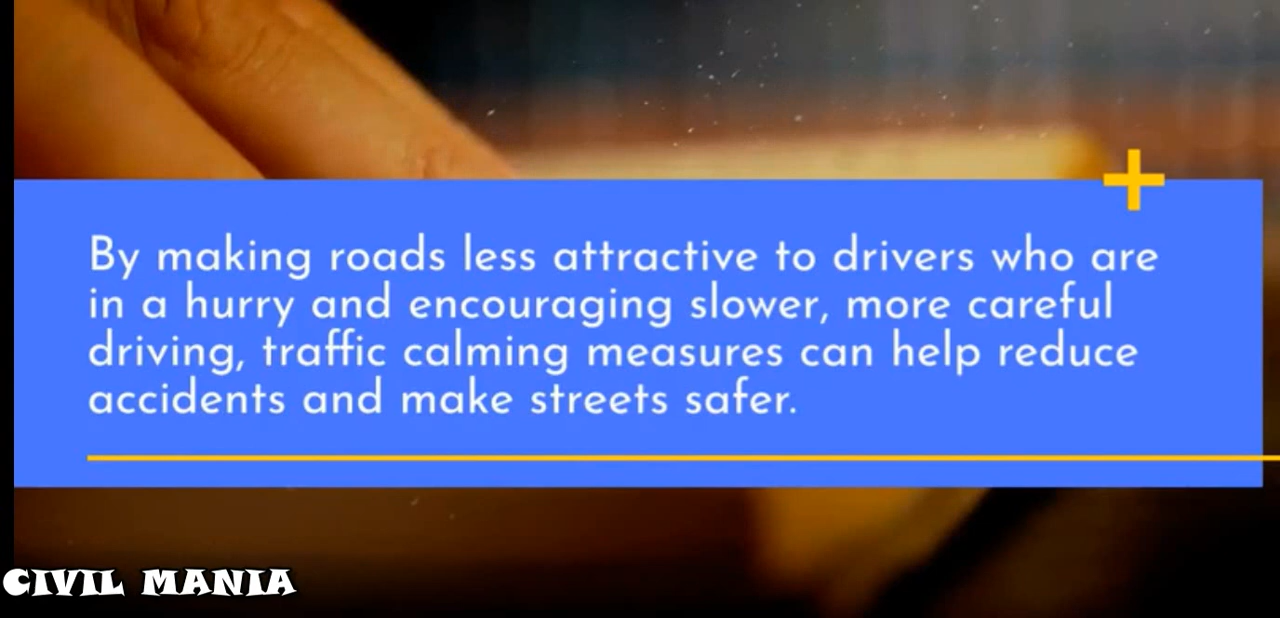 By making roads less attractive to drivers who are
in a hurry and encouraging slower, more careful
driving, traffic calming measures can help reduce
accidents and make streets safer.
CIVIL MANIA